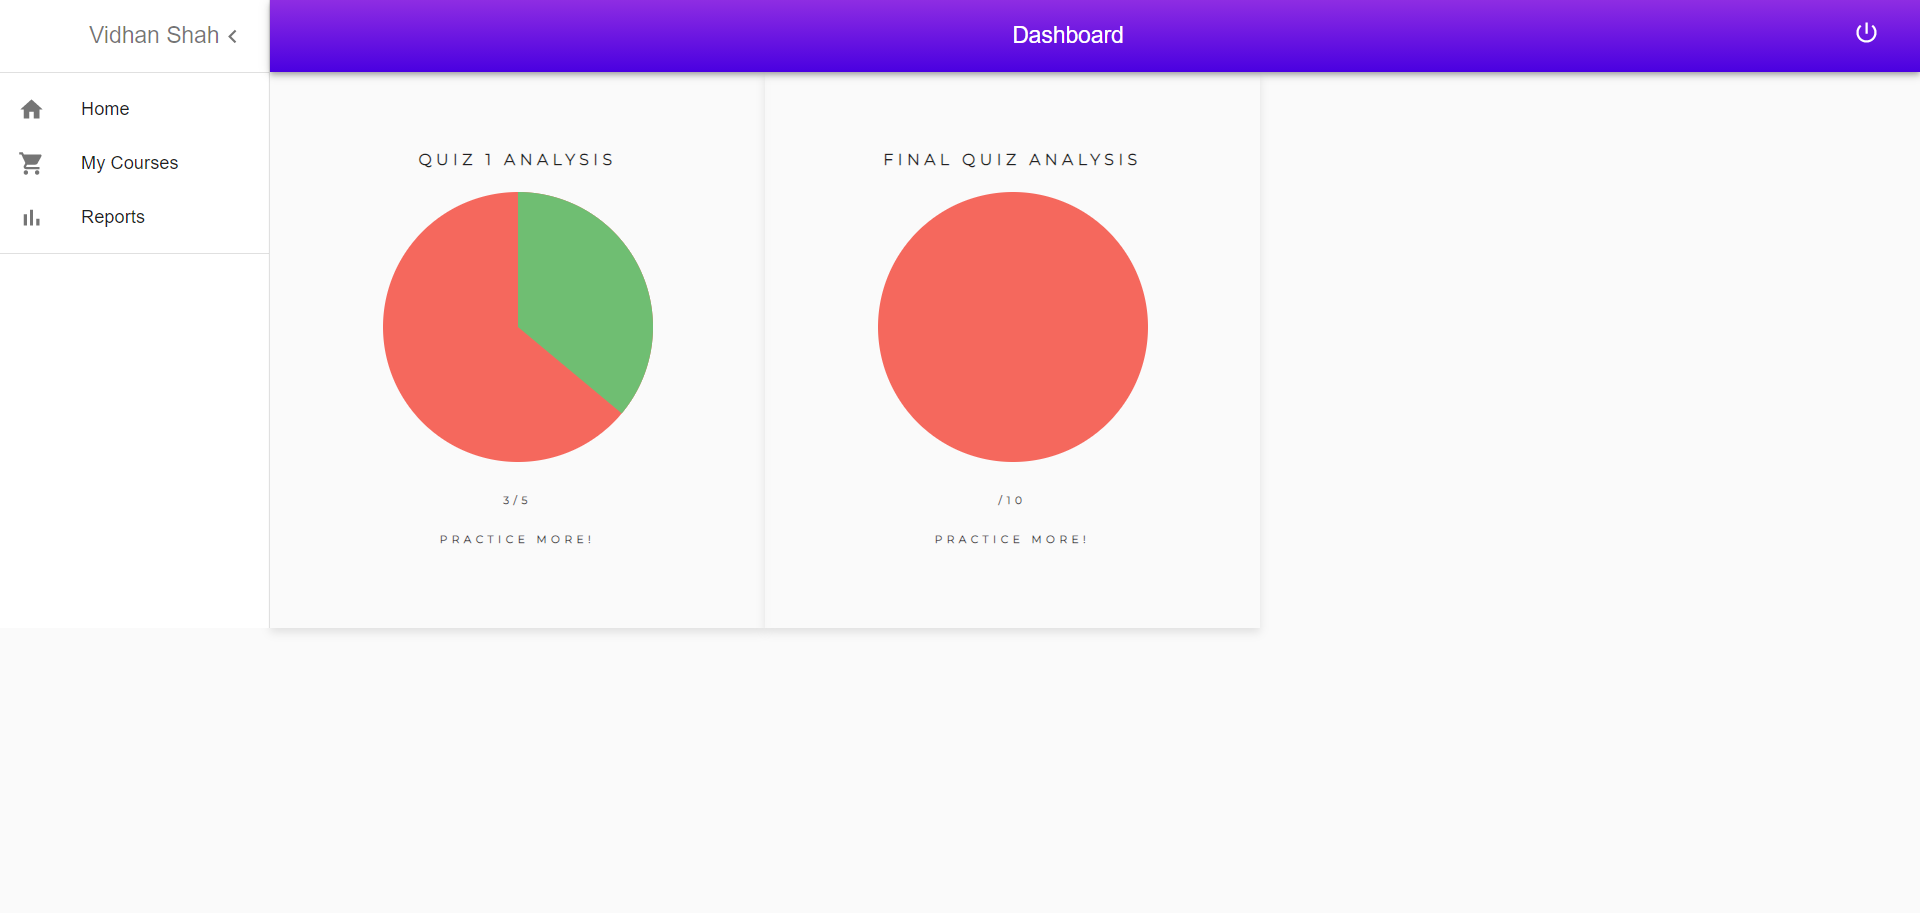 Vidhan Shah
Dashboard
Home
My Courses
Reports
QUIZ 1 ANALYSIS
3/5
PRACTICE MORE!
FINAL QUIZ ANALYSIS
/10
PRACTICE MORE!